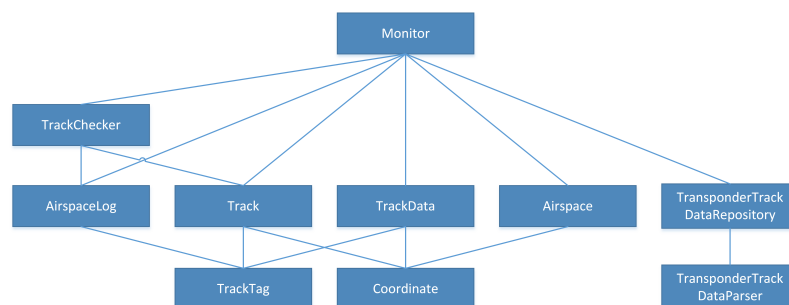 Monitor
TrackChecker
AirspaceLog
Track
TrackData
Airspace
TransponderTrack
DataRepository
TrackTag
Coordinate
TransponderTrack
DataParser